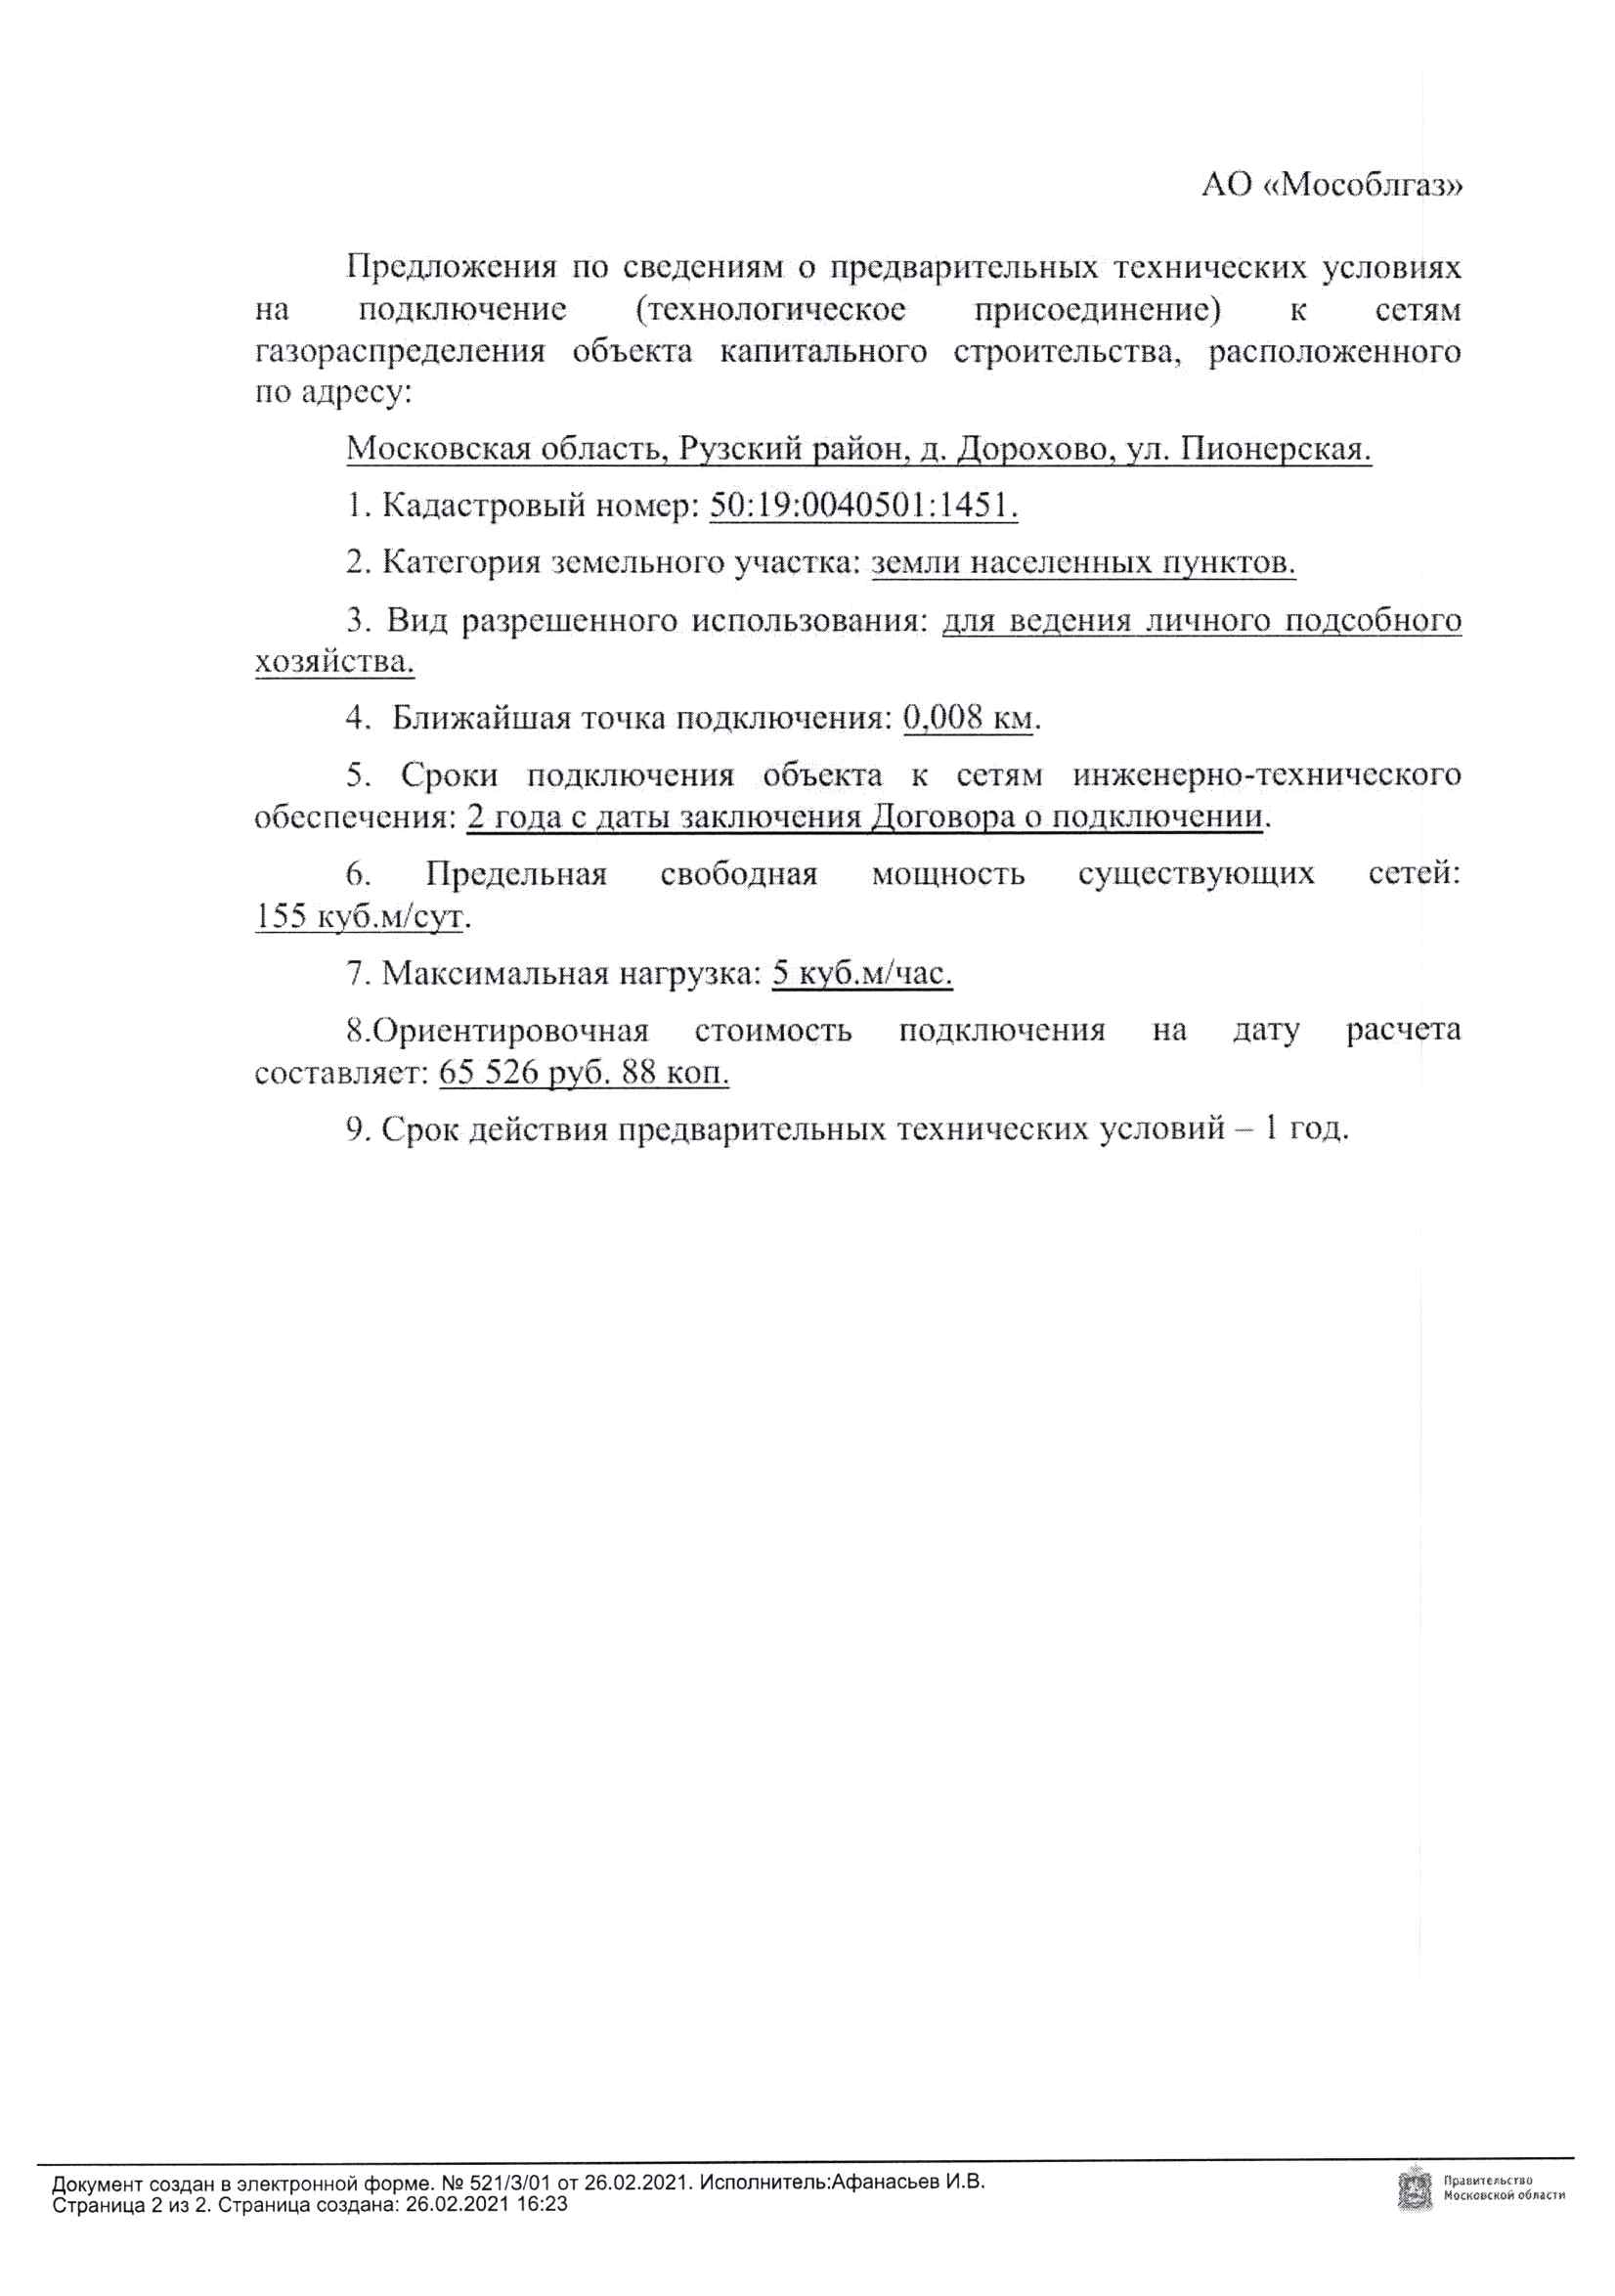 АО «Мособлгаз»
Предложения по сведениям о предварительных технических условиях
на подключение (технологическое присоединение) к сетям
газораспределения объекта капитального строительства, расположенного
по адресу:
Московская область, Рузский район, д. Дорохово, ул. Пионерская.
1. Кадастровый номер: 50:19:0040501:1451.
2. Категория земельного участка: земли населенных пунктов.
3. Вид разрешенного использования: для ведения личного подсобного
хозяйства.
4. Ближайшая точка подключения: 0,008 км.
5. Сроки подключения объекта к сетям инженерно-технического
обеспечения: 2 года с даты заключения Договора о подключении.
6. Предельная свободная мощность существующих сетей:
155 куб.м/сут.
7. Максимальная нагрузка: 5 куб.м/час.
8.Ориентировочная стоимость подключения на дату расчета
составляет: 65 526 руб. 88 коп.
9. Срок действия предварительных технических условий – 1 год.
Документ создан в электронной форме. № 521/3/01 от 26.02.2021. Исполнитель:Афанасьев И.В.
Страница 2 из 2. Страница создана: 26.02.2021 16:23
Правительство
Московской области